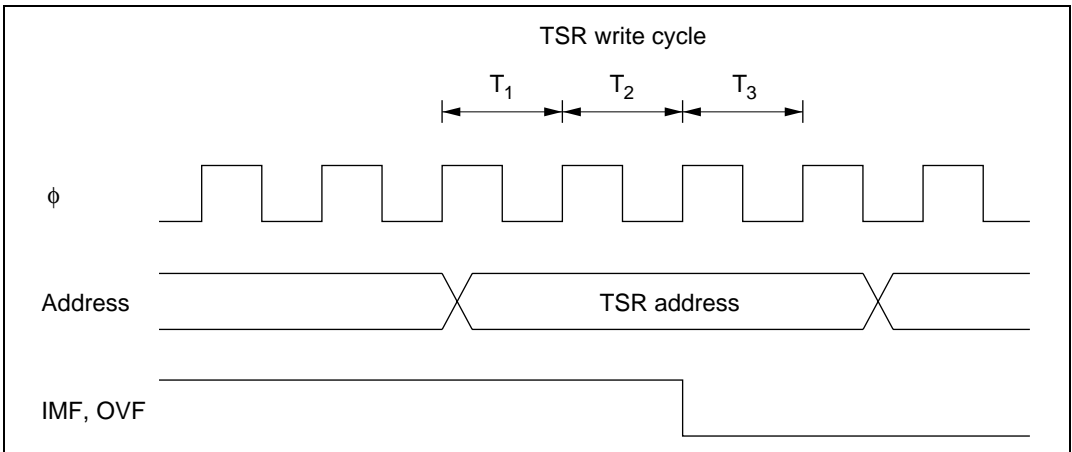 TSR write cycle
T1 T2 T3
ϕ
Address
TSR address
IMF, OVF